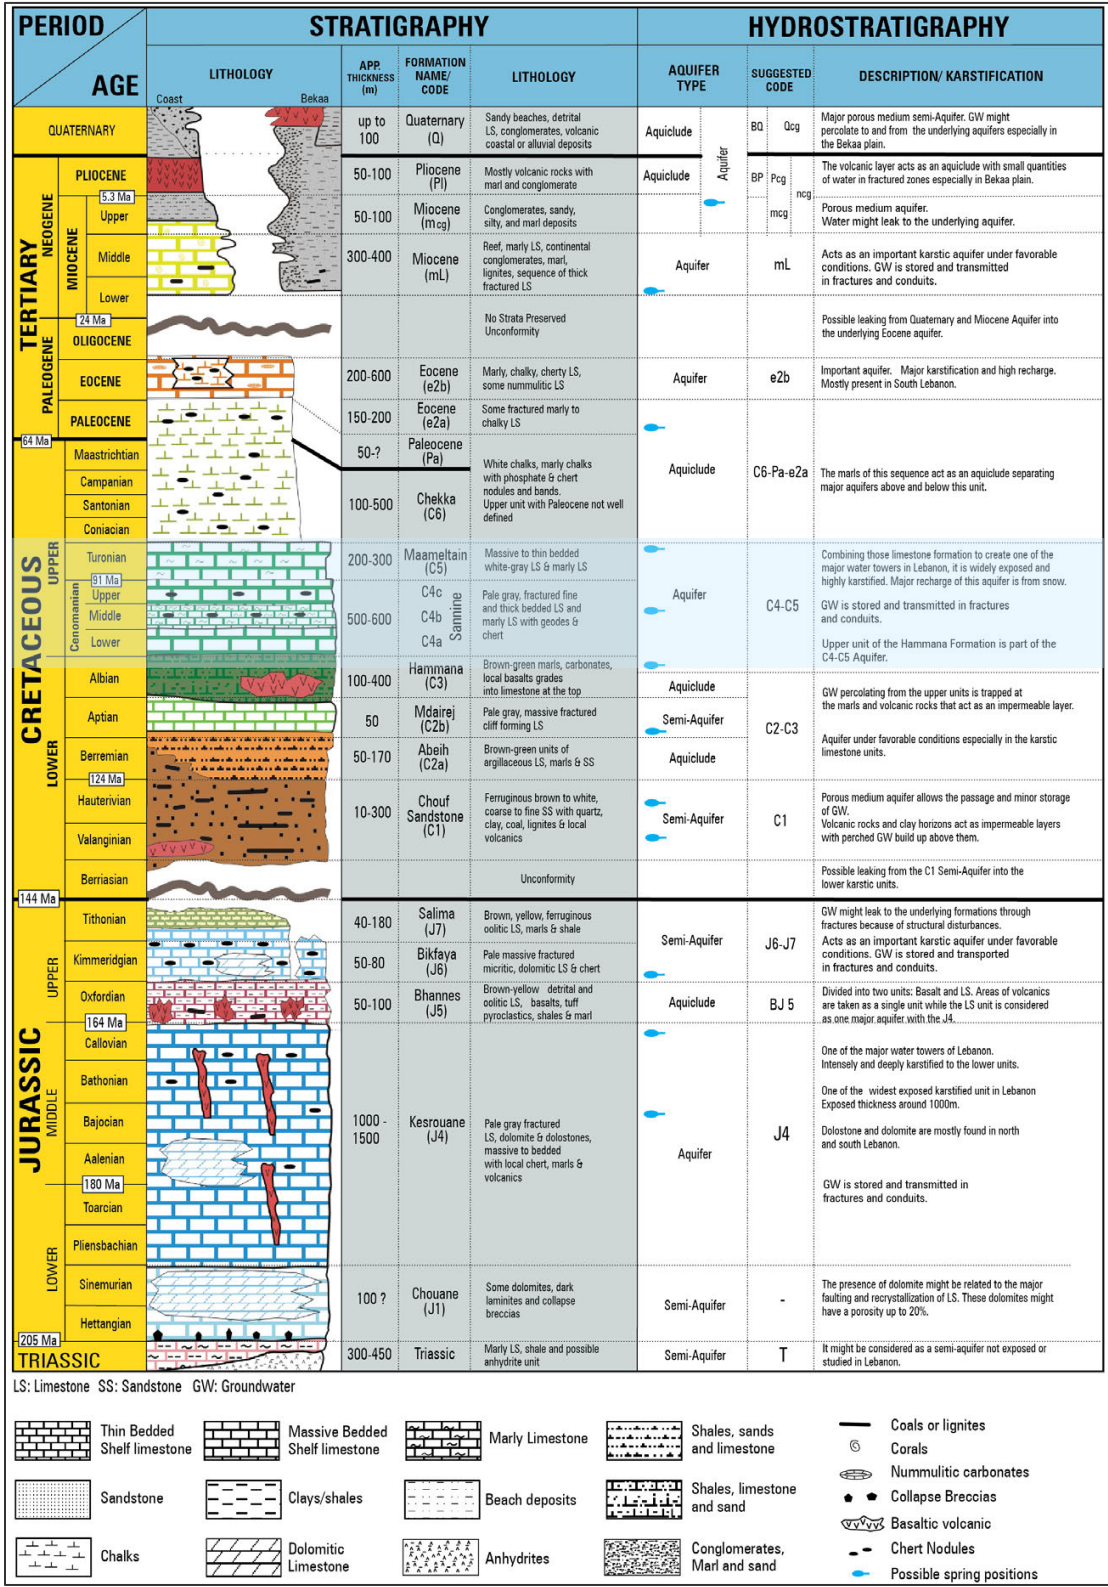 PERIOD
AGE
STRATIGRAPHY
HYDROSTRATIGRAPHY
LITHOLOGY
Coast
Bekaa
APP.
THICKNESS
(m)
FORMATION
NAME/
CODE
LITHOLOGY
AQUIFER
TYPE
SUGGESTED
CODE
DESCRIPTION/ KARSTIFICATION
QUATERNARY
up to
100
Quaternary
(Q)
Sandy beaches, detrital
LS, conglomerates, volcanic
coastal or alluvial deposits
Aquiclude
Aquifer
BQ
Qcg
Major porous medium semi-Aquifer. GW might
percolate to and from the underlying aquifers especially in
the Bekaa plain.
TERTIARY
NEOGENE
PLIOCENE
5.3 Ma
50-100
Pliocene
(Pl)
Mostly volcanic rocks with
marl and conglomerate
Aquiclude
BP
Pcg
ncg
The volcanic layer acts as an aquiclude with small quantities
of water in fractured zones especially in Bekaa plain.
MIOCENE
Upper
50-100
Miocene
(mcg)
Conglomerates, sandy,
silty, and marl deposits
mcg
Porous medium aquifer.
Water might leak to the underlying aquifer.
Middle
Lower
300-400
Miocene
(mL)
Reef, marly LS, continental
conglomerates, marl,
lignites, sequence of thick
fractured LS
Aquifer
mL
Acts as an important karstic aquifer under favorable
conditions. GW is stored and transmitted
in fractures and conduits.
24 Ma
PALEOGENE
OLIGOCENE
No Strata Preserved
Unconformity
Possible leaking from Quaternary and Miocene Aquifer into
the underlying Eocene aquifer.
EOCENE
200-600
Eocene
(e2b)
Marly, chalky, cherty LS,
some nummulitic LS
Aquifer
e2b
Important aquifer. Major karstification and high recharge.
Mostly present in South Lebanon.
PALEOCENE
150-200
Eocene
(e2a)
Some fractured marly to
chalky LS
64 Ma
50-?
Paleocene
(Pa)
CRETACEOUS
UPPER
Maastrichtian
Campanian
Santonian
Coniacian
100-500
Chekka
(C6)
White chalks, marly chalks
with phosphate & chert
nodules and bands.
Upper unit with Paleocene not well
defined
Aquiclude
C6-Pa-e2a
The marls of this sequence act as an aquiclude separating
major aquifers above and below this unit.
Turonian
91 Ma
200-300
Maameltain
(C5)
Massive to thin bedded
white-gray LS & marly LS
Cenomanian
Upper
Middle
Lower
500-600
C4c
C4b
C4a
Sannine
Pale gray, fractured fine
and thick bedded LS and
marly LS with geodes &
chert
Aquifer
C4-C5
Combining those limestone formation to create one of the
major water towers in Lebanon, it is widely exposed and
highly karstified. Major recharge of this aquifer is from snow.
GW is stored and transmitted in fractures
and conduits.
Upper unit of the Hammana Formation is part of the
C4-C5 Aquifer.
LOWER
Albian
100-400
Hammana
(C3)
Brown-green marls, carbonates,
local basalts grades
into limestone at the top
Aquiclude
Aptian
50
Mdairej
(C2b)
Pale gray, massive fractured
cliff forming LS
Semi-Aquifer
C2-C3
GW percolating from the upper units is trapped at
the marls and volcanic rocks that act as an impermeable layer.
Aquifer under favorable conditions especially in the karstic
limestone units.
Berremian
124 Ma
50-170
Abeih
(C2a)
Brown-green units of
argillaceous LS, marls & SS
Aquiclude
Hauterivian
Valanginian
10-300
Chouf
Sandstone
(C1)
Ferruginous brown to white,
coarse to fine SS with quartz,
clay, coal, lignites & local
volcanics
Semi-Aquifer
C1
Porous medium aquifer allows the passage and minor storage
of GW.
Volcanic rocks and clay horizons act as impermeable layers
with perched GW build up above them.
Berriasian
Unconformity
Possible leaking from the C1 Semi-Aquifer into the
lower karstic units.
144 Ma
JURASSIC
UPPER
Tithonian
40-180
Salima
(J7)
Brown, yellow, ferruginous
oolitic LS, marls & shale
Semi-Aquifer
J6-J7
GW might leak to the underlying formations through
fractures because of structural disturbances.
Acts as an important karstic aquifer under favorable
conditions. GW is stored and transported
in fractures and conduits.
Kimmeridgian
50-80
Bikfaya
(J6)
Pale massive fractured
micritic, dolomitic LS & chert
Oxfordian
164 Ma
50-100
Bhannes
(J5)
Brown-yellow detrital and
oolitic LS, basalts, tuff
pyroclastics, shales & marl
Aquiclude
BJ 5
Divided into two units: Basalt and LS. Areas of volcanics
are taken as a single unit while the LS unit is considered
as one major aquifer with the J4.
MIDDLE
Callovian
Bathonian
Bajocian
Aalenian
180 Ma
LOWER
Toarcian
Pliensbachian
1000 -
1500
Kesrouane
(J4)
Pale gray fractured
LS, dolomite & dolostones,
massive to bedded
with local chert, marls &
volcanics
Aquifer
J4
One of the major water towers of Lebanon.
Intensely and deeply karstified to the lower units.
One of the widest exposed karstified unit in Lebanon
Exposed thickness around 1000m.
Dolostone and dolomite are mostly found in north
and south Lebanon.
GW is stored and transmitted in
fractures and conduits.
Sinemurian
Hettangian
100 ?
Chouane
(J1)
Some dolomites, dark
laminites and collapse
breccias
Semi-Aquifer
-
The presence of dolomite might be related to the major
faulting and recrystallization of LS. These dolomites might
have a porosity up to 20%.
205 Ma
TRIASSIC
300-450
Triassic
Marly LS, shale and possible
anhydrite unit
Semi-Aquifer
T
It might be considered as a semi-aquifer not exposed or
studied in Lebanon.
LS: Limestone SS: Sandstone GW: Groundwater
Thin Bedded
Shelf limestone
Massive Bedded
Shelf limestone
Marly Limestone
Shales, sands
and limestone
Coals or lignites
Corals
Nummulitic carbonates
Sandstone
Clays/shales
Beach deposits
Shales, limestone
and sand
Collapse Breccias
Basaltic volcanic
Chalks
Dolomitic
Limestone
Anhydrites
Conglomerates,
Marl and sand
Chert Nodules
Possible spring positions